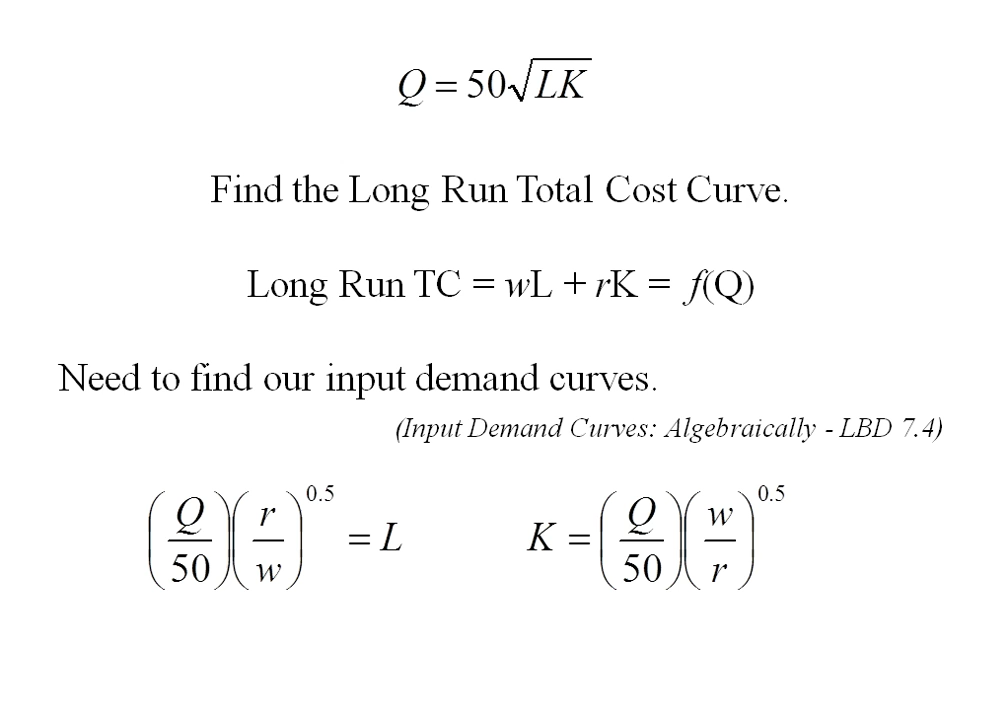 Q = 50√LK
Find the Long Run Total Cost Curve.
Long Run TC = wL + rK = f(Q)
Need to find our input demand curves.
(Input Demand Curves: Algebraically - LBD 7.4)
(Q/50)(r/w)^0.5 = L    K = (Q/50)(w/r)^0.5